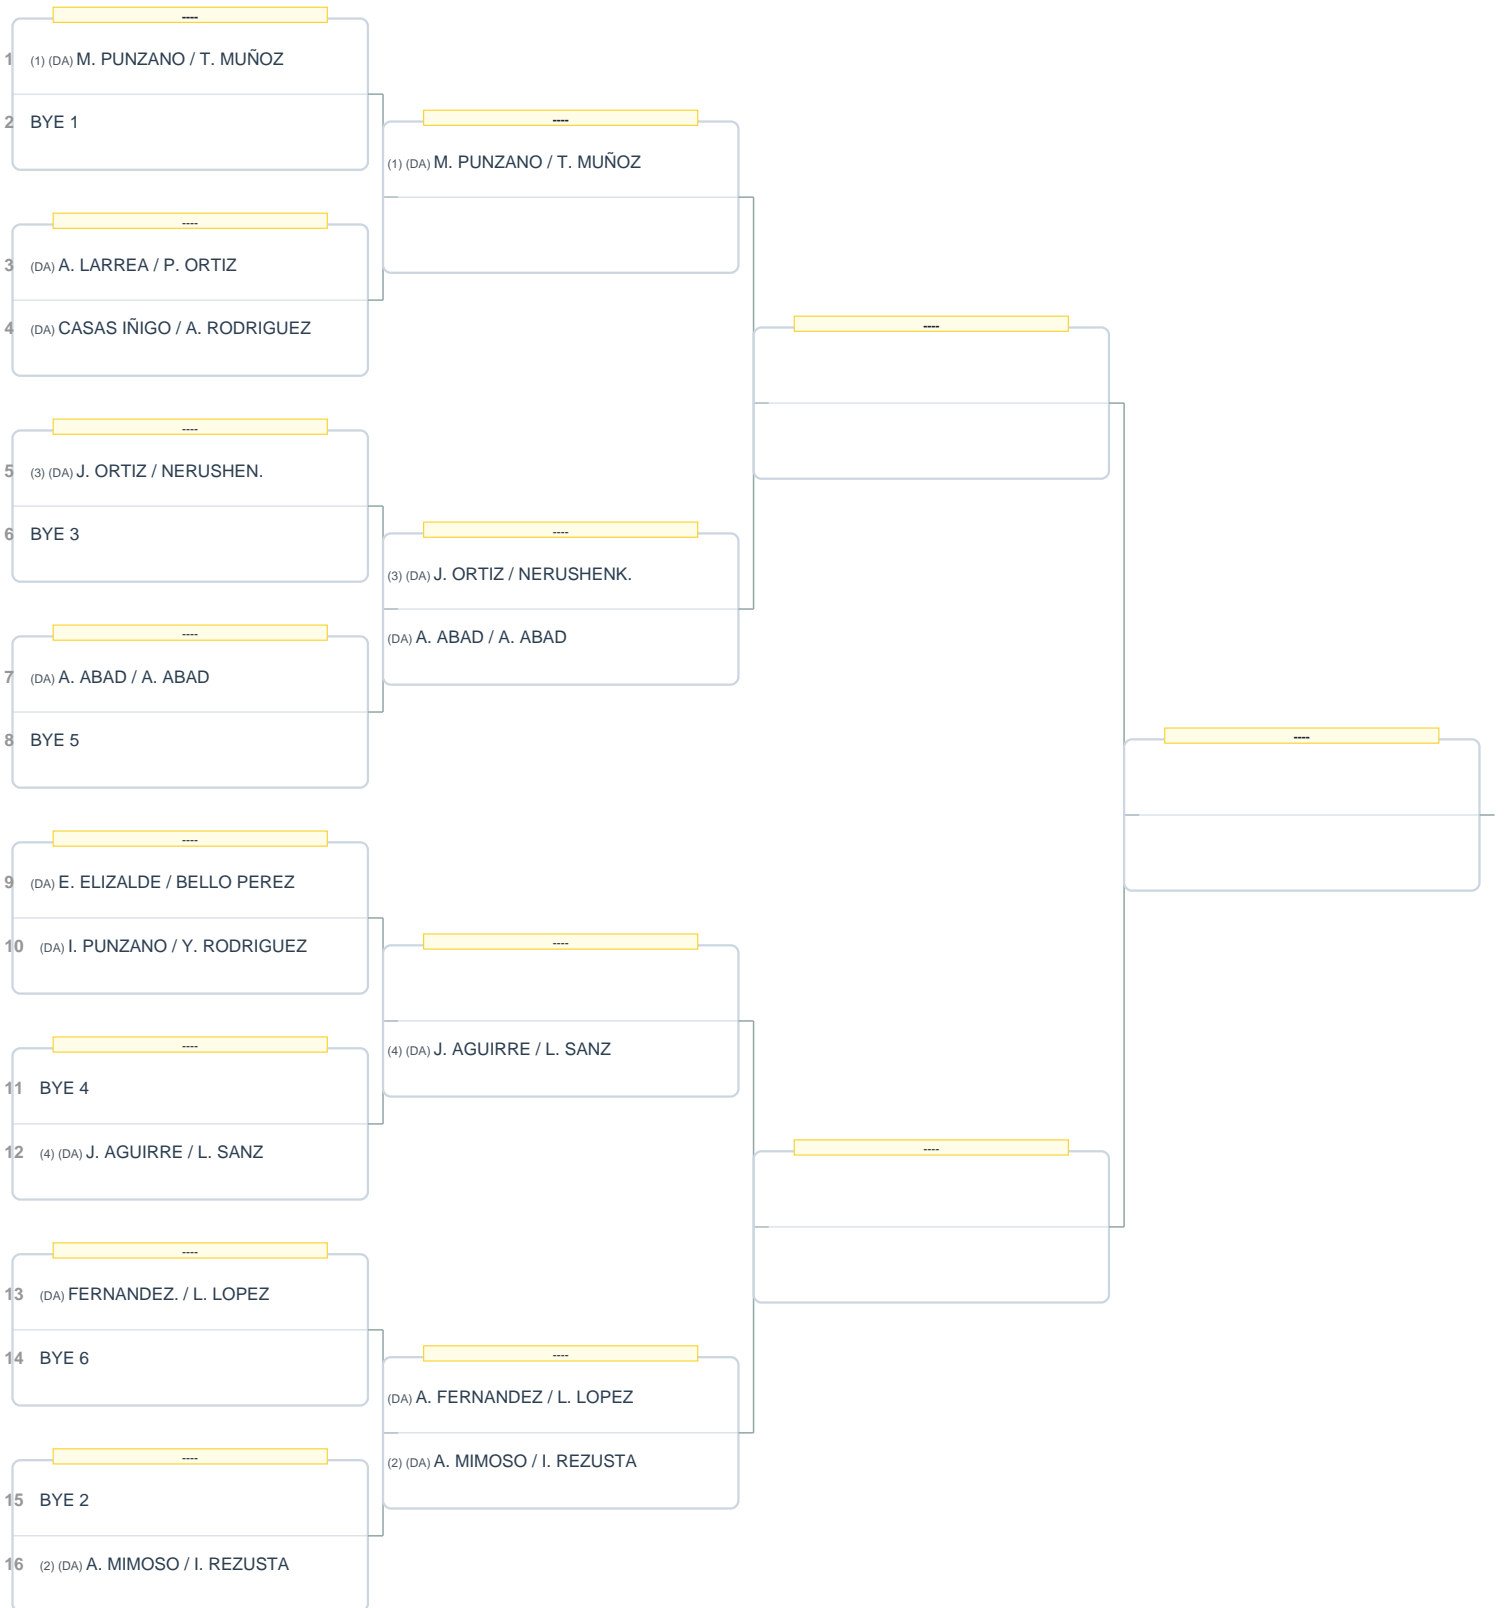 ----
1 (1) (DA) M. PUNZANO / T. MUÑOZ
2 BYE 1
----
3 (DA) A. LARREA / P. ORTIZ
4 (DA) CASAS IÑIGO / A. RODRIGUEZ
----
5 (3) (DA) J. ORTIZ / NERUSHEN.
6 BYE 3
----
7 (DA) A. ABAD / A. ABAD
8 BYE 5
----
9 (DA) E. ELIZALDE / BELLO PEREZ
10 (DA) I. PUNZANO / Y. RODRIGUEZ
----
11 BYE 4
12 (4) (DA) J. AGUIRRE / L. SANZ
----
13 (DA) FERNANDEZ. / L. LOPEZ
14 BYE 6
----
15 BYE 2
16 (2) (DA) A. MIMOSO / I. REZUSTA
----
(1) (DA) M. PUNZANO / T. MUÑOZ
----
(3) (DA) J. ORTIZ / NERUSHENK.
(DA) A. ABAD / A. ABAD
----
(4) (DA) J. AGUIRRE / L. SANZ
----
(DA) A. FERNANDEZ / L. LOPEZ
(2) (DA) A. MIMOSO / I. REZUSTA
----
----
----